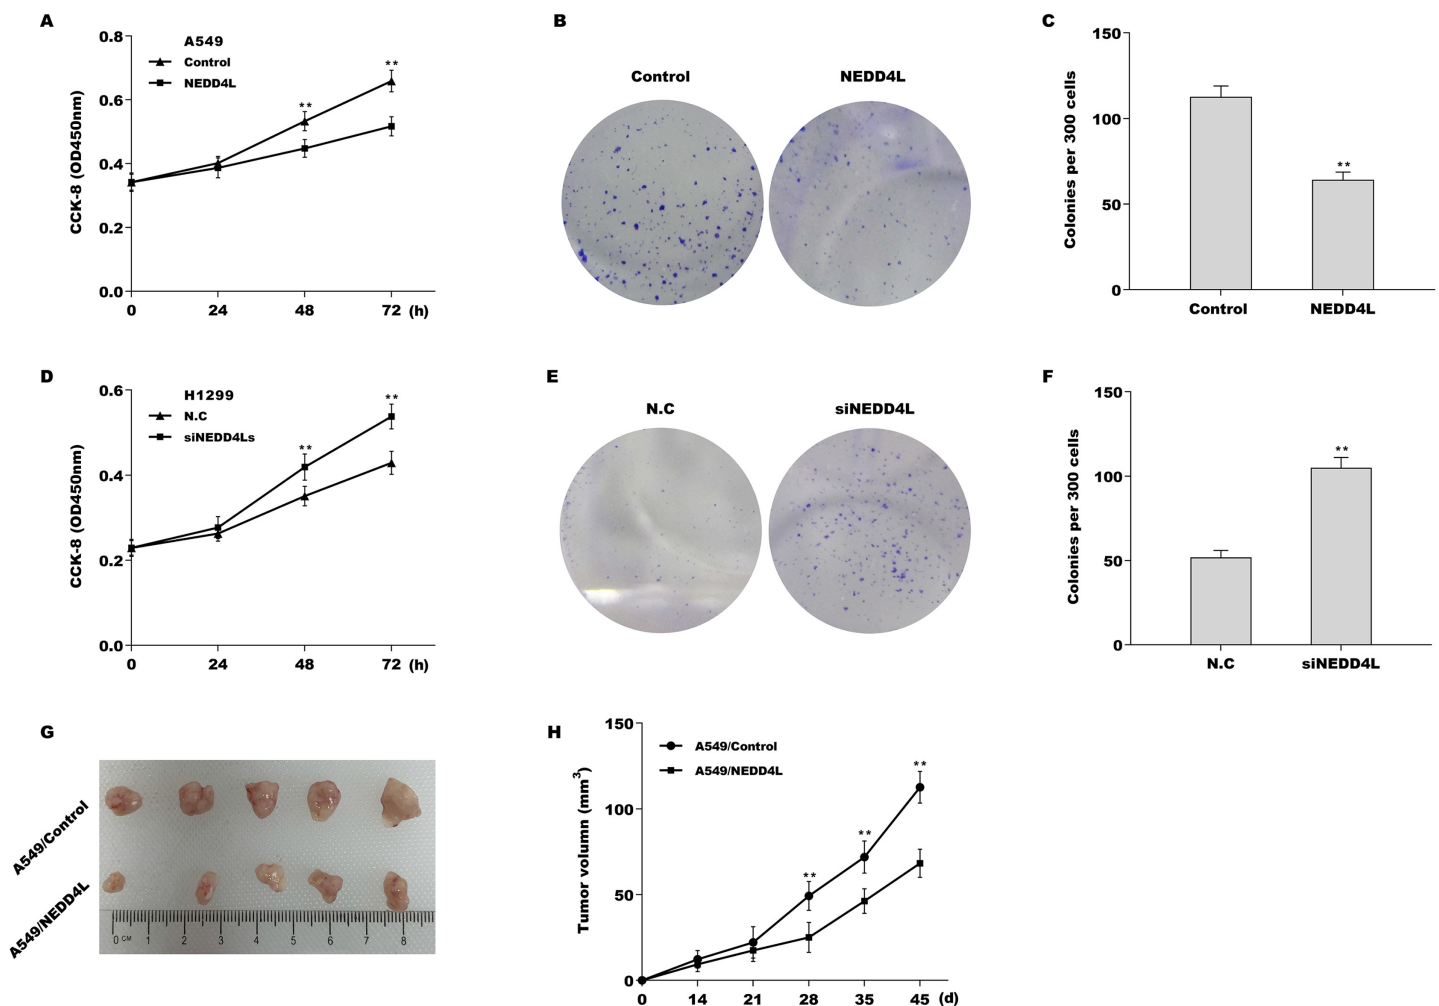 A
A549
Control
NEDD4L
CCK-8 (OD450nm)
0.8
0.6
0.4
0.2
0.0
**
**
0 24 48 72 (h)
B
Control NEDD4L
C
Colonies per 300 cells
150
100
50
0
**
Control NEDD4L
D
H1299
N.C
siNEDD4Ls
CCK-8 (OD450nm)
0.6
0.4
0.2
0.0
**
**
0 24 48 72 (h)
E
N.C siNEDD4L
F
Colonies per 300 cells
150
100
50
0
**
N.C siNEDD4L
G
A549/Control
A549/NEDD4L
0 CM 1 2 3 4 5 6 7 8
H
A549/Control
A549/NEDD4L
Tumor volumn (mm3)
150
100
50
0
**
**
**
0 14 21 28 35 45 (d)